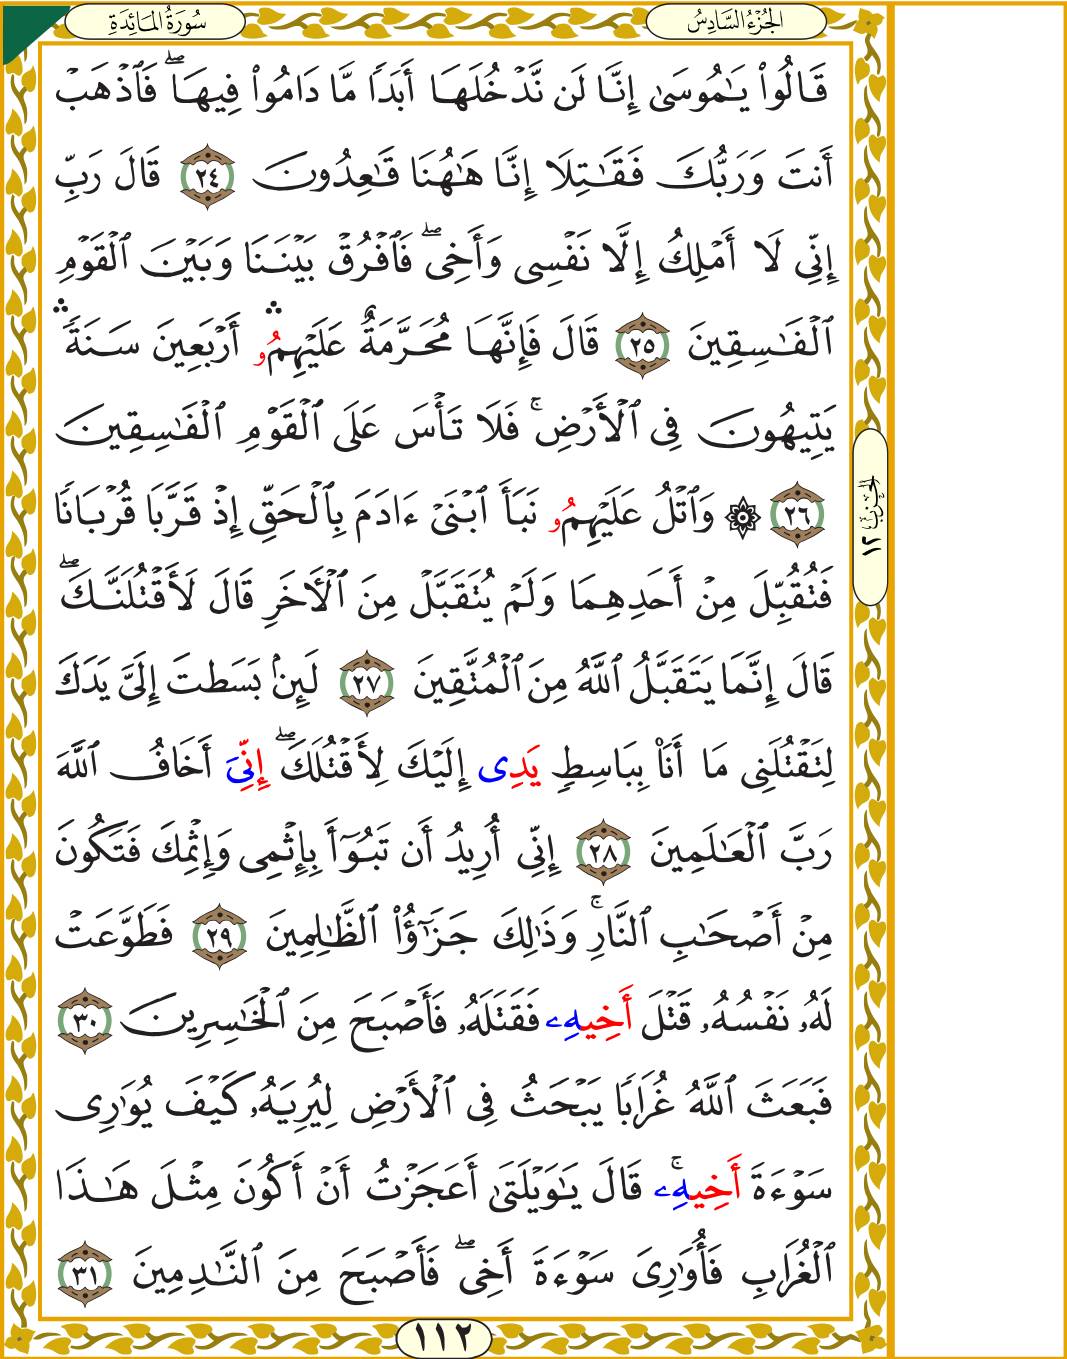 الجُزْءُ السَّادِسُ
سُورَةُ المَائِدَةِ
قَالُوا۟ يَـٰمُوسَىٰٓ إِنَّا لَن نَّدْخُلَهَا أَبَدًا مَّا دَامُوا۟ فِيهَا ۖ فَٱذْهَبْ
أَنتَ وَرَبُّكَ فَقَـٰتِلَا إِنَّا هَـٰهُنَا قَـٰعِدُونَ ٢٤ قَالَ رَبِّ
إِنِّى لَا أَمْلِكُ إِلَّا نَفْسِى وَأَخِى ۖ فَٱفْرُقْ بَيْنَنَا وَبَيْنَ ٱلْقَوْمِ
ٱلْفَـٰسِقِينَ ٢٥ قَالَ فَإِنَّهَا مُحَرَّمَةٌ عَلَيْهِمُو ۛ أَرْبَعِينَ سَنَةً ۛ
يَتِيهُونَ فِى ٱلْأَرْضِ ۚ فَلَا تَأْسَ عَلَى ٱلْقَوْمِ ٱلْفَـٰسِقِينَ
٢٦ ۞ وَٱتْلُ عَلَيْهِمُو نَبَأَ ٱبْنَىْ ءَادَمَ بِٱلْحَقِّ إِذْ قَرَّبَا قُرْبَانًا
فَتُقُبِّلَ مِنْ أَحَدِهِمَا وَلَمْ يُتَقَبَّلْ مِنَ ٱلْأَخَرِ قَالَ لَأَقْتُلَنَّكَ ۖ
قَالَ إِنَّمَا يَتَقَبَّلُ ٱللَّهُ مِنَ ٱلْمُتَّقِينَ ٢٧ لَئِنۢ بَسَطتَ إِلَىَّ يَدَكَ
لِتَقْتُلَنِى مَا أَنَا۠ بِبَاسِطٍ يَدِى إِلَيْكَ لِأَقْتُلَكَ ۖ إِنِّىَ أَخَافُ ٱللَّهَ
رَبَّ ٱلْعَـٰلَمِينَ ٢٨ إِنِّى أُرِيدُ أَن تَبُوٓأَ بِإِثْمِى وَإِثْمِكَ فَتَكُونَ
مِنْ أَصْحَـٰبِ ٱلنَّارِ ۚ وَذَٰلِكَ جَزَٰٓؤُا۟ ٱلظَّـٰلِمِينَ ٢٩ فَطَوَّعَتْ
لَهُۥ نَفْسُهُۥ قَتْلَ أَخِيهِۦ فَقَتَلَهُۥ فَأَصْبَحَ مِنَ ٱلْخَـٰسِرِينَ ٣٠
فَبَعَثَ ٱللَّهُ غُرَابًا يَبْحَثُ فِى ٱلْأَرْضِ لِيُرِيَهُۥ كَيْفَ يُوَٰرِى
سَوْءَةَ أَخِيهِۦ ۚ قَالَ يَـٰوَيْلَتَىٰ أَعَجَزْتُ أَنْ أَكُونَ مِثْلَ هَـٰذَا
ٱلْغُرَابِ فَأُوَٰرِىَ سَوْءَةَ أَخِى ۖ فَأَصْبَحَ مِنَ ٱلنَّـٰدِمِينَ ٣١
الحزب ١٢
١١٢